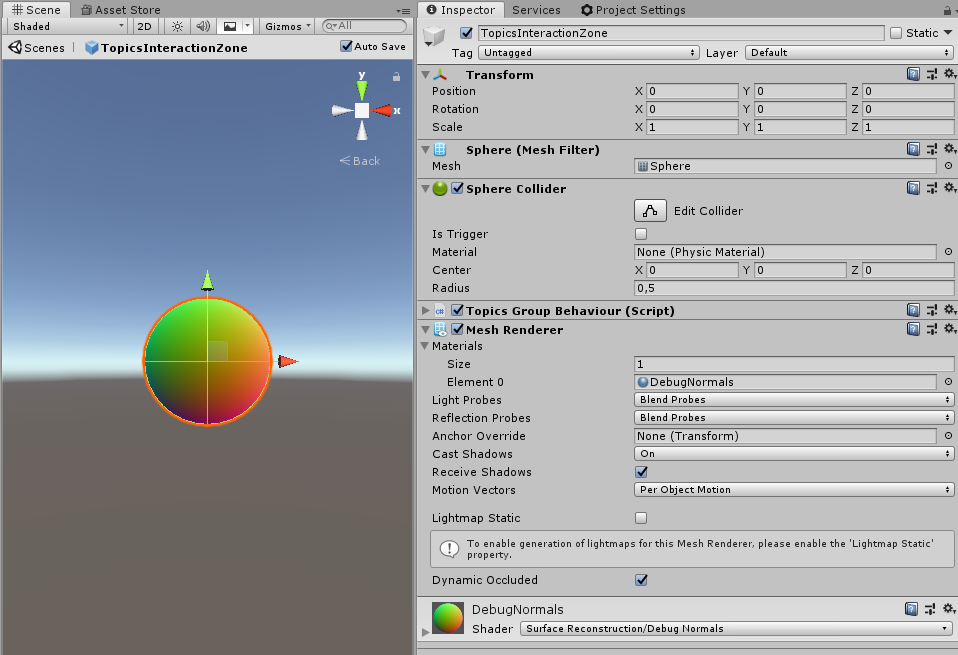 Scene Asset Store
Shaded 2D Gizmos All
Scenes TopicsInteractionZone Auto Save
y
x
Back
Inspector Services Project Settings
TopicsInteractionZone Static
Tag Untagged Layer Default
Transform
Position X 0 Y 0 Z 0
Rotation X 0 Y 0 Z 0
Scale X 1 Y 1 Z 1
Sphere (Mesh Filter)
Mesh Sphere
Sphere Collider
Edit Collider
Is Trigger
Material None (Physic Material)
Center X 0 Y 0 Z 0
Radius 0,5
Topics Group Behaviour (Script)
Mesh Renderer
Materials
Size 1
Element 0 DebugNormals
Light Probes Blend Probes
Reflection Probes Blend Probes
Anchor Override None (Transform)
Cast Shadows On
Receive Shadows
Motion Vectors Per Object Motion
Lightmap Static
To enable generation of lightmaps for this Mesh Renderer, please enable the 'Lightmap Static'
property.
Dynamic Occluded
DebugNormals
Shader Surface Reconstruction/Debug Normals